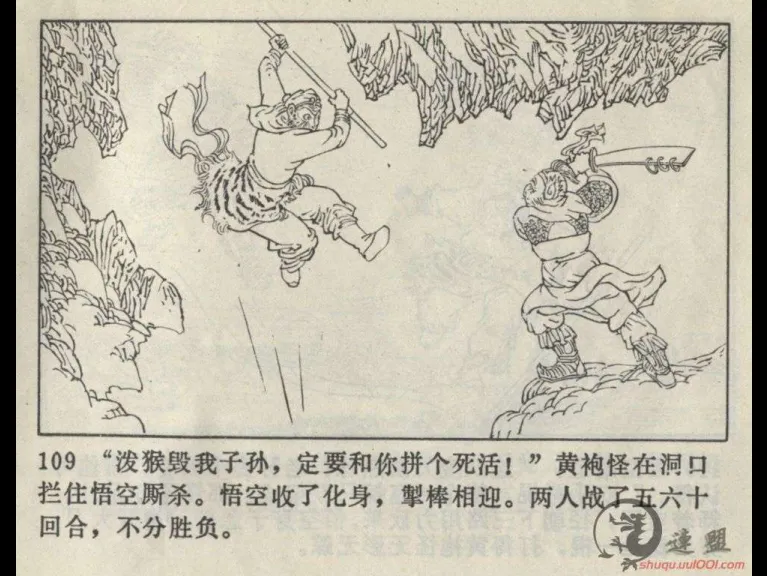 109 “泼猴毁我子孙，定要和你拼个死活！”黄袍怪在洞口
拦住悟空厮杀。悟空收了化身，掣棒相迎。两人战了五六十
回合，不分胜负。
連盟
shuqu.uu1001.com